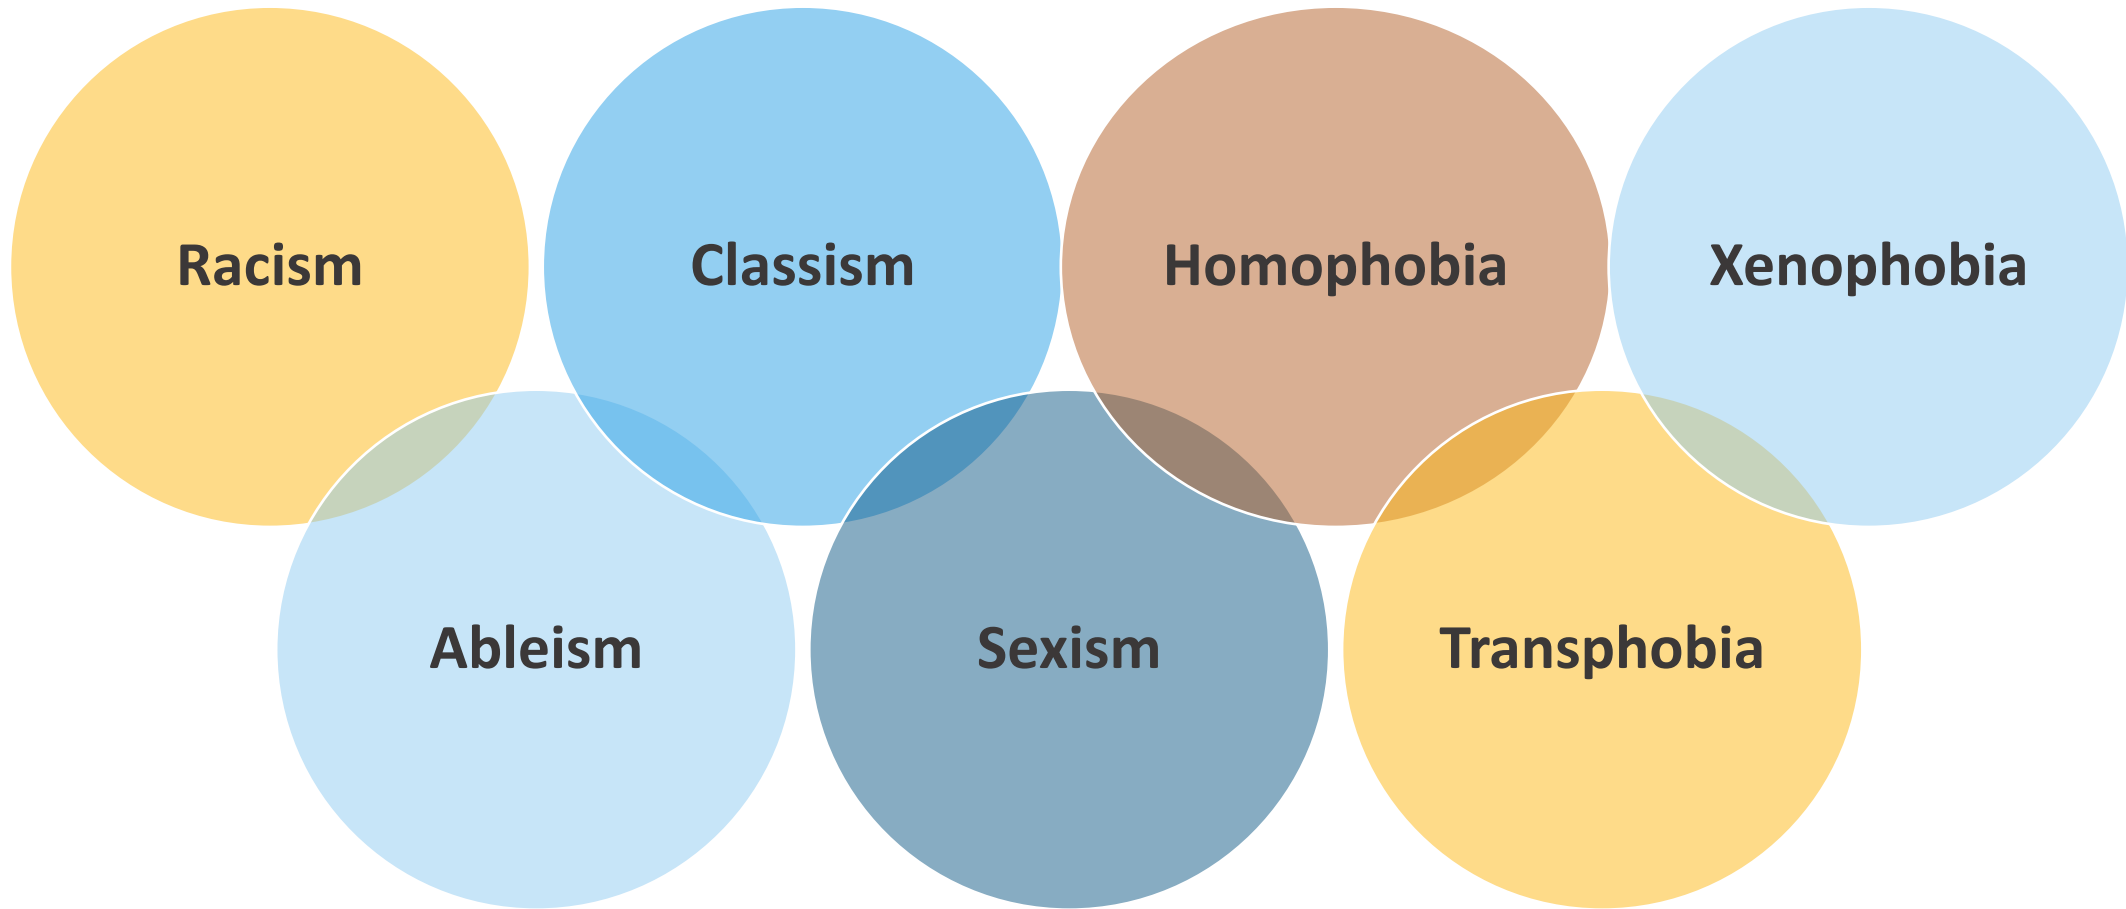 Racism
Classism
Homophobia
Xenophobia
Ableism
Sexism
Transphobia